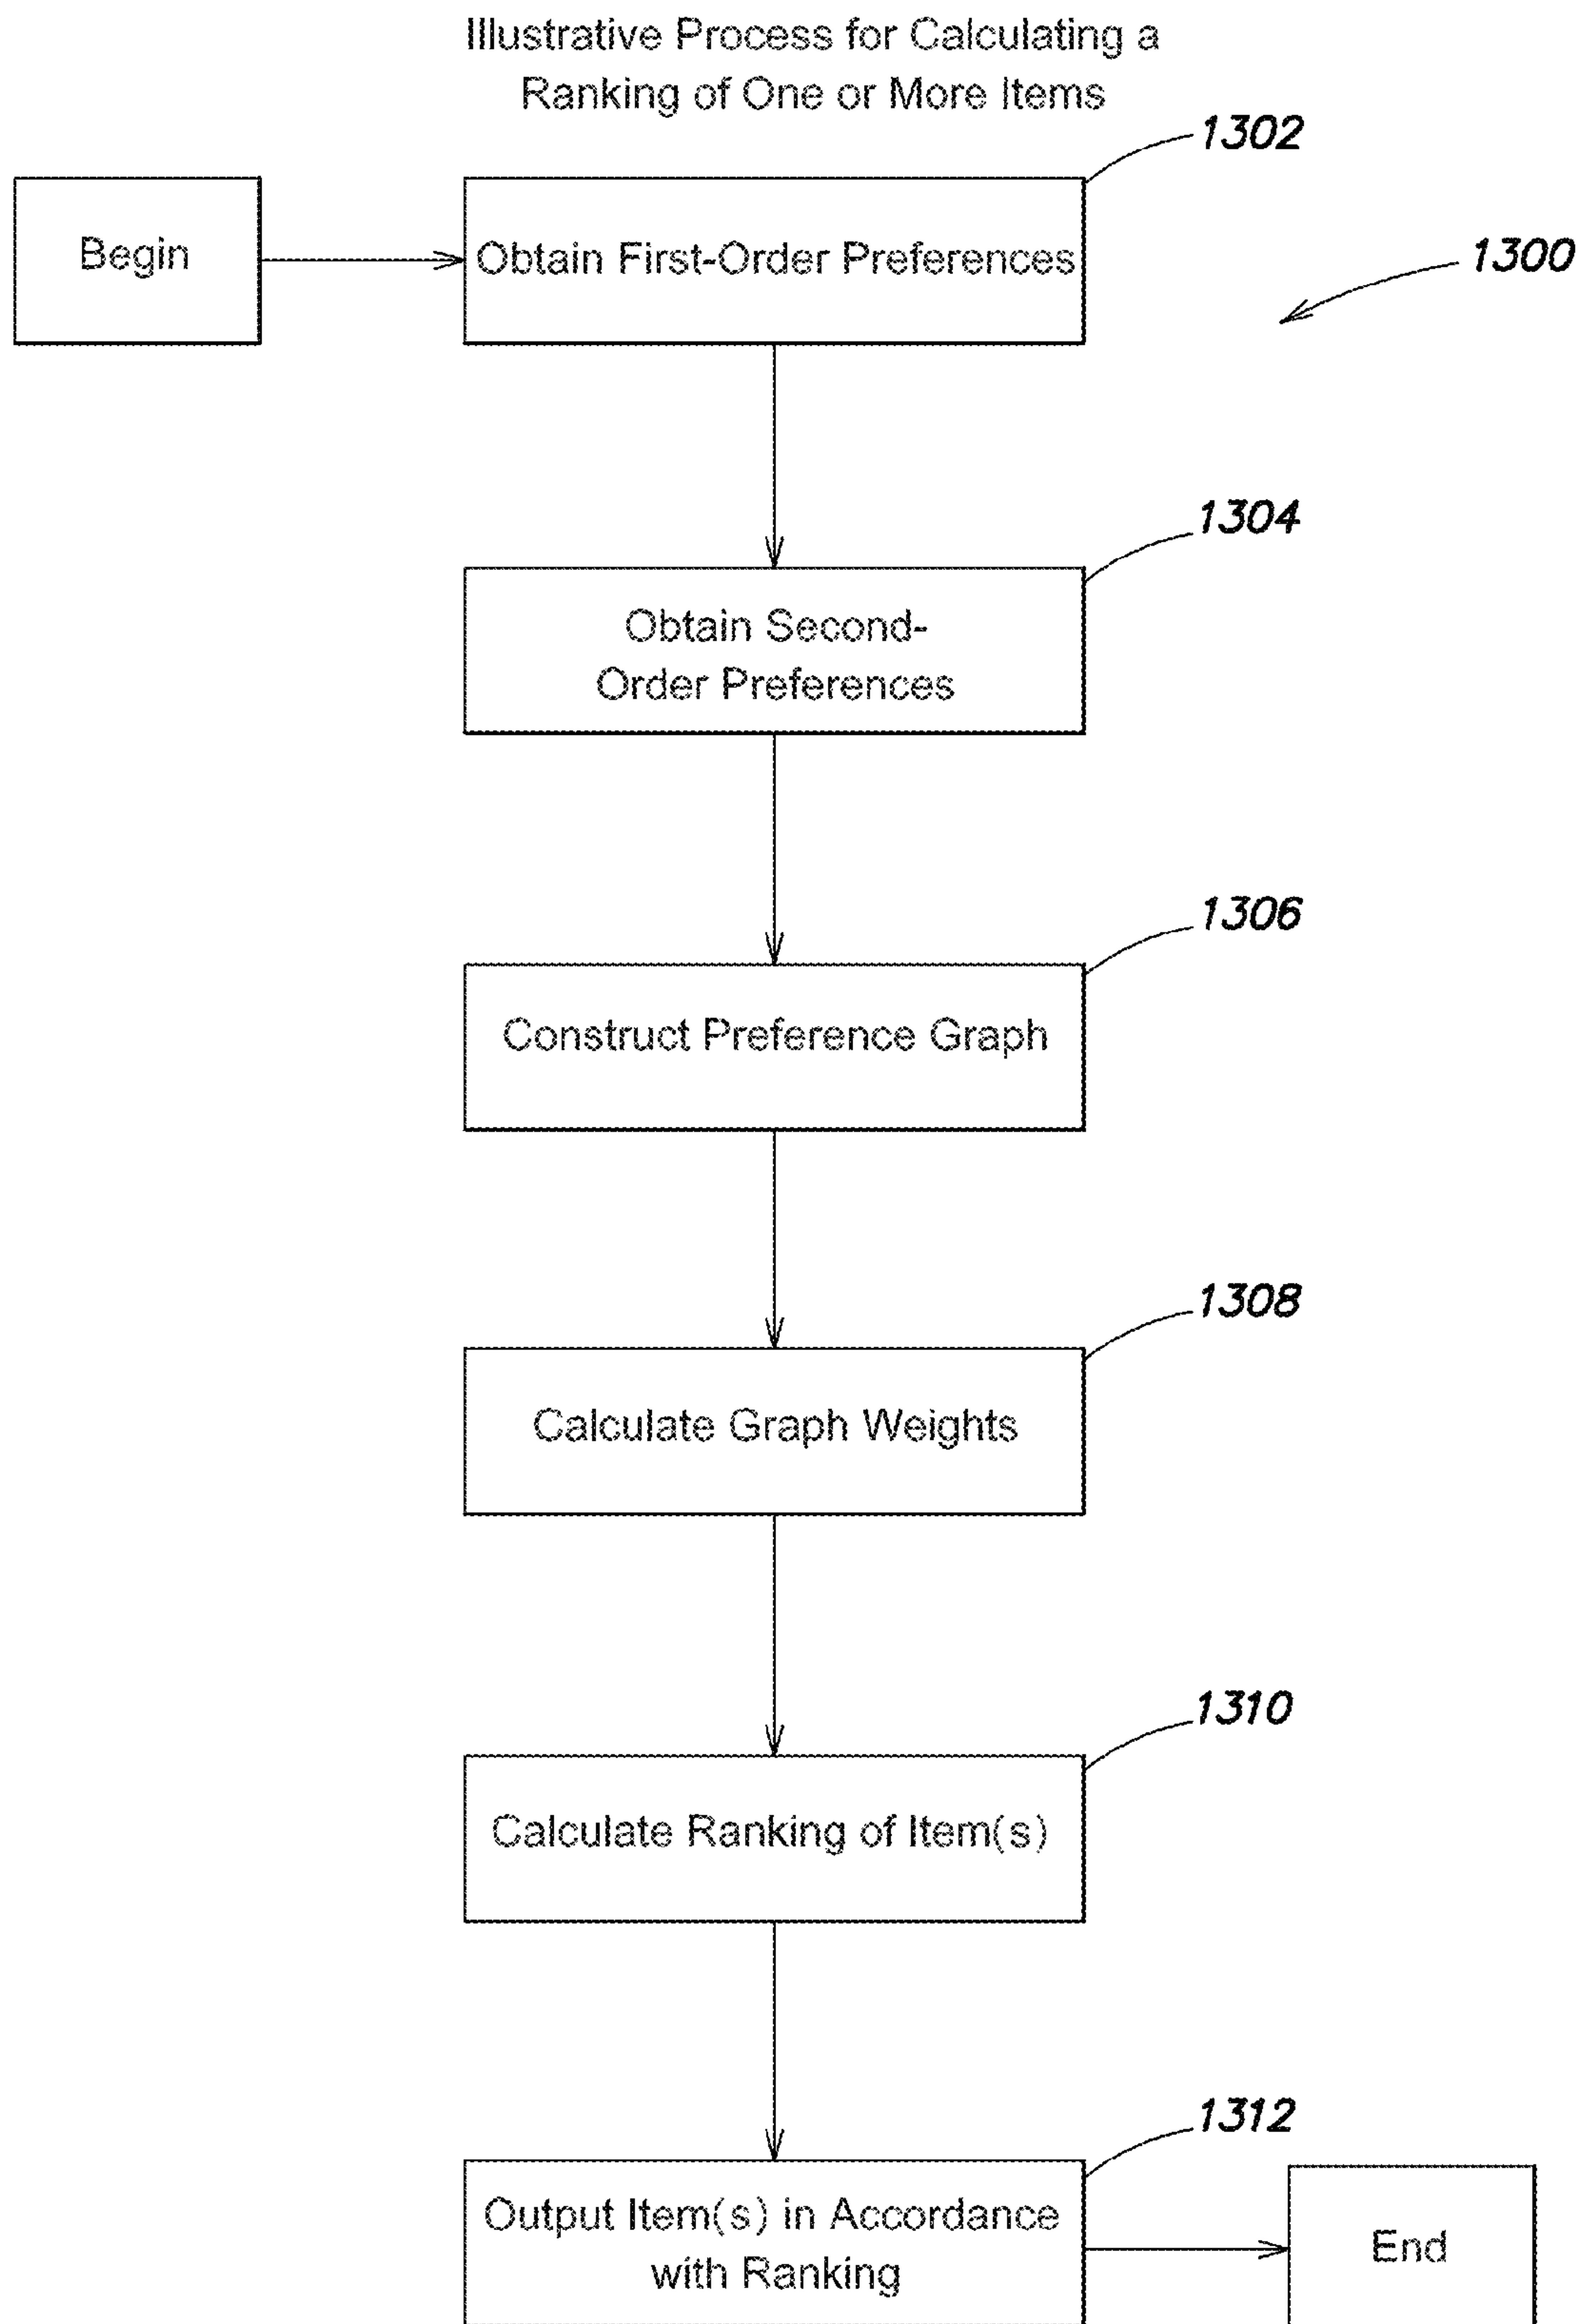 Illustrative Process for Calculating a
Ranking of One or More Items
1302
Begin
Obtain First-Order Preferences
1300
1304
Obtain Second-
Order Preferences
1306
Construct Preference Graph
1308
Calculate Graph Weights
1310
Calculate Ranking of Item(s)
1312
Output Item(s) in Accordance
with Ranking
End